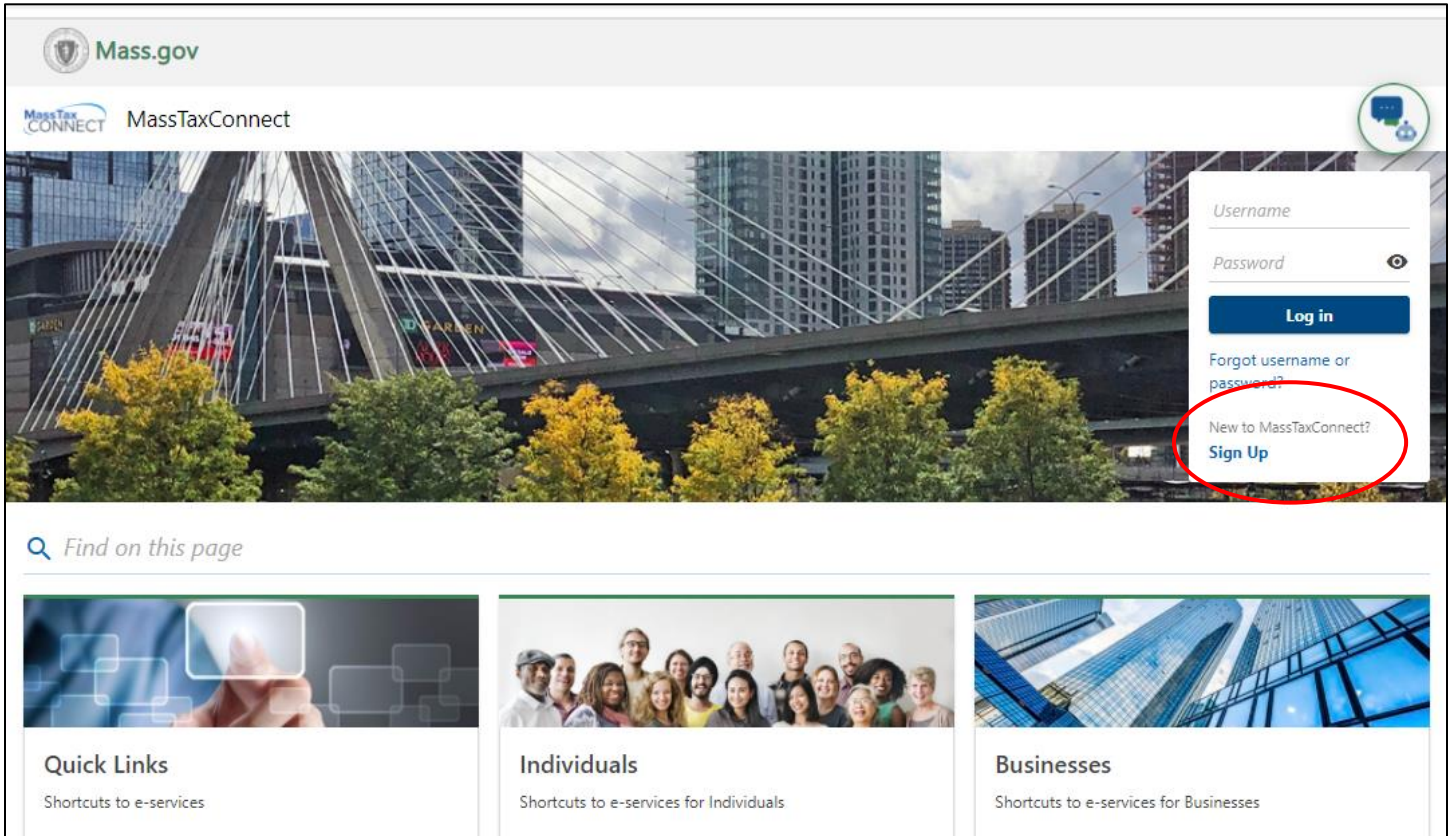 Mass.gov
MassTax
CONNECT
MassTaxConnect
Username
Password
Log in
Forgot username or
password?
New to MassTaxConnect?
Sign Up
TD GARDEN
Find on this page
Quick Links
Shortcuts to e-services
Individuals
Shortcuts to e-services for Individuals
Businesses
Shortcuts to e-services for Businesses